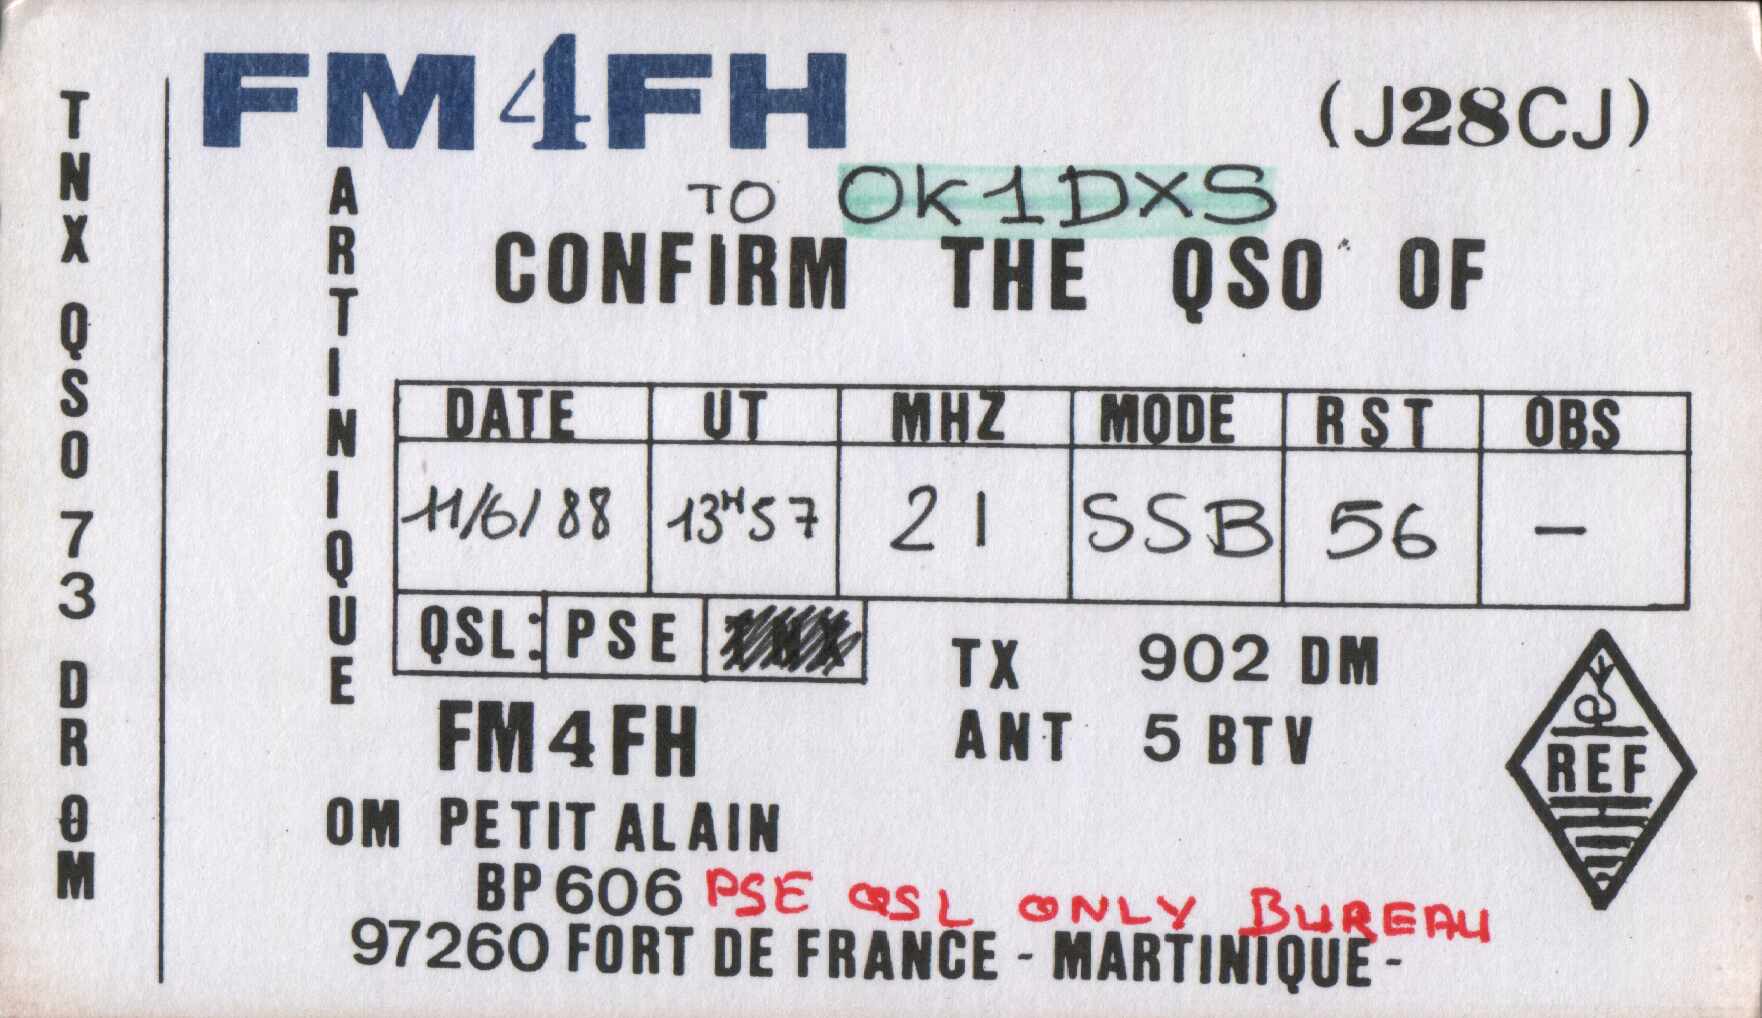 TNX QSO 73 DR OM
FM4FH
(J28CJ)
MARTINIQUE
TO OK1DXS
CONFIRM THE QSO OF
DATE UT MHZ MODE RST OBS
11/6/88 13H57 21 SSB 56 —
QSL: PSE TNX
TX 902 DM
ANT 5 BTV
REF
FM4FH
OM PETIT ALAIN
BP 606 PSE QSL ONLY BUREAU
97260 FORT DE FRANCE - MARTINIQUE -